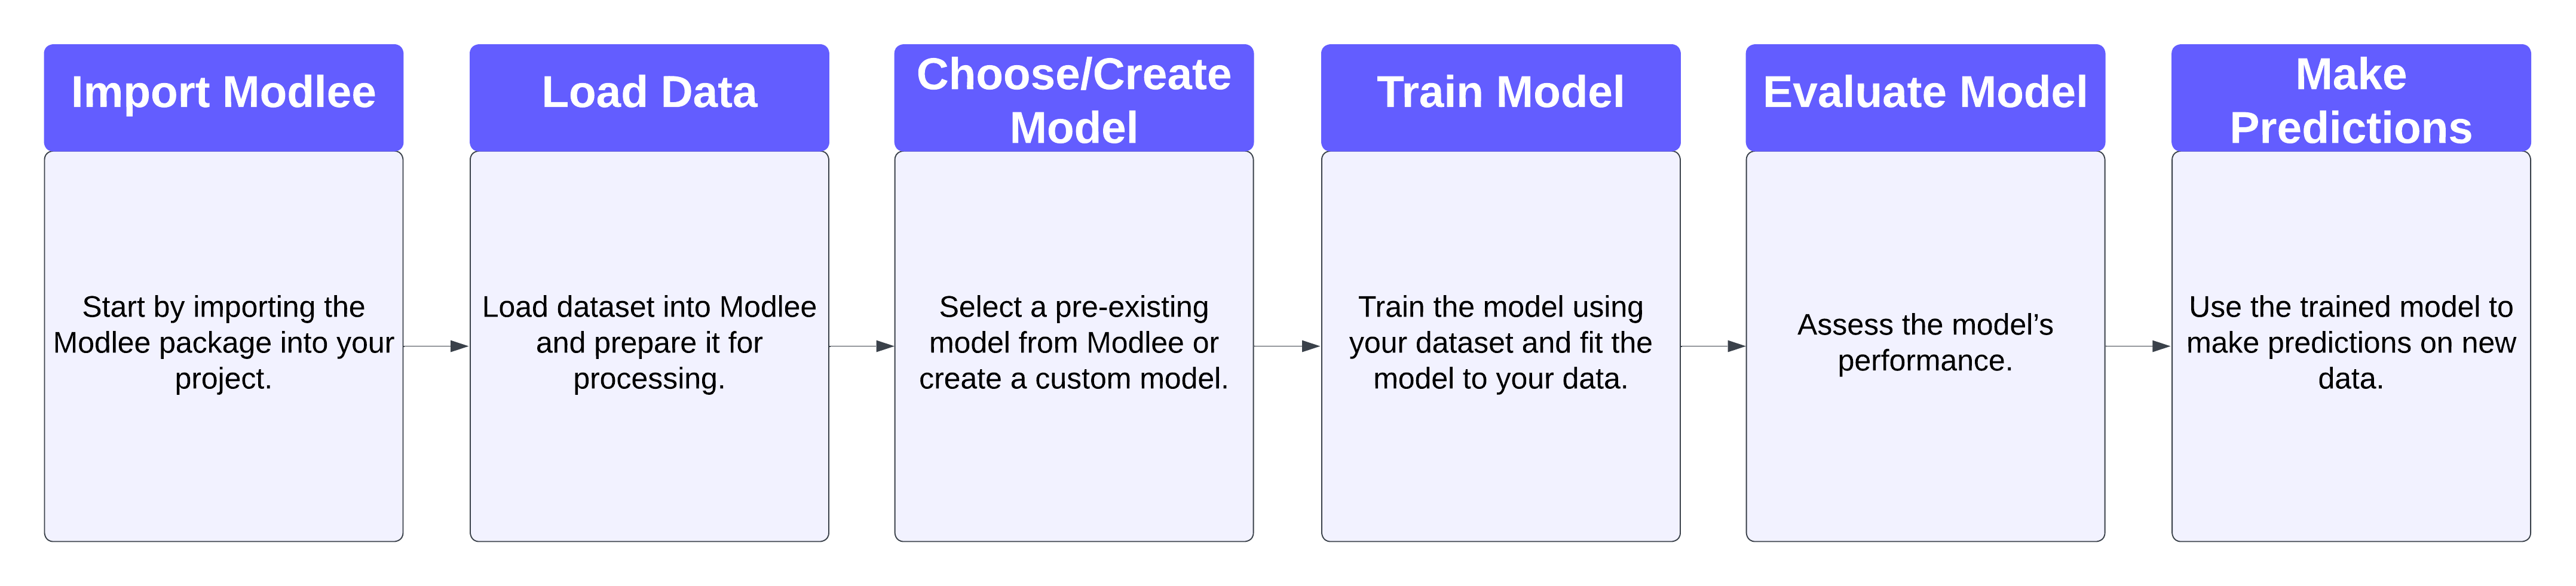 Import Modlee
Start by importing the
Modlee package into your
project.
Load Data
Load dataset into Modlee
and prepare it for
processing.
Choose/Create
Model
Select a pre-existing
model from Modlee or
create a custom model.
Train Model
Train the model using
your dataset and fit the
model to your data.
Evaluate Model
Assess the model’s
performance.
Make
Predictions
Use the trained model to
make predictions on new
data.